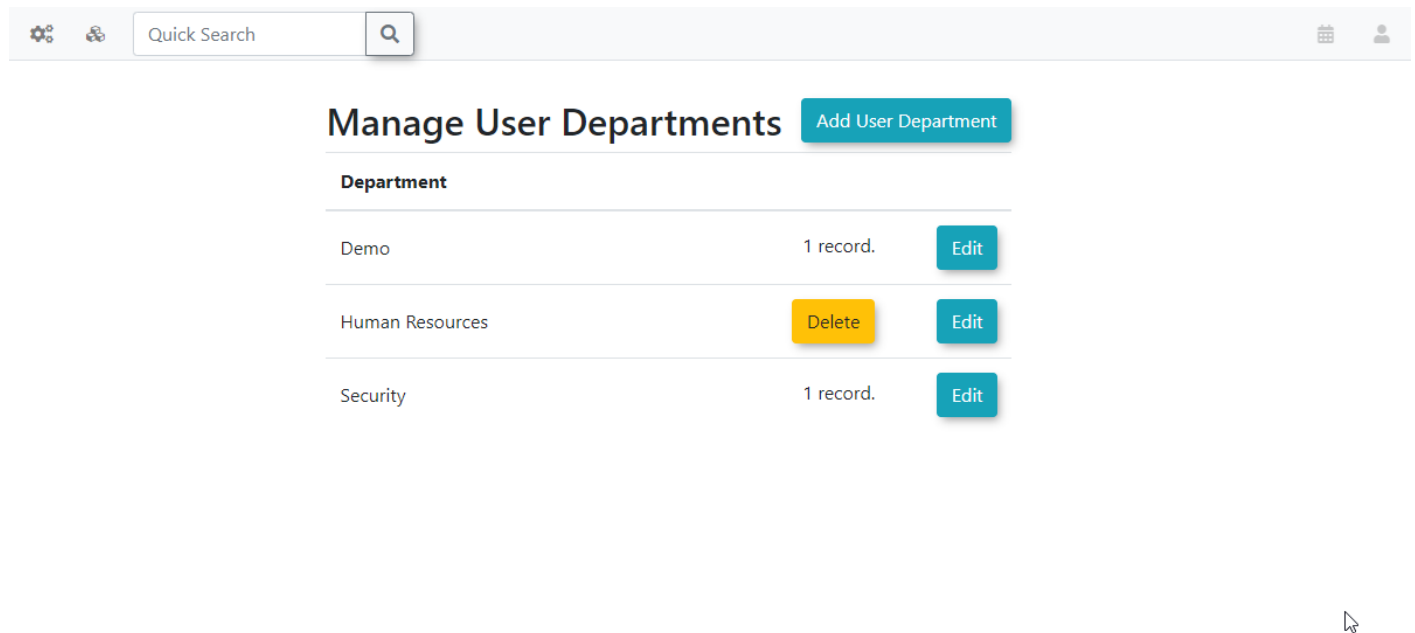 Quick Search
Manage User Departments Add User Department
Department
Demo 1 record. Edit
Human Resources Delete Edit
Security 1 record. Edit